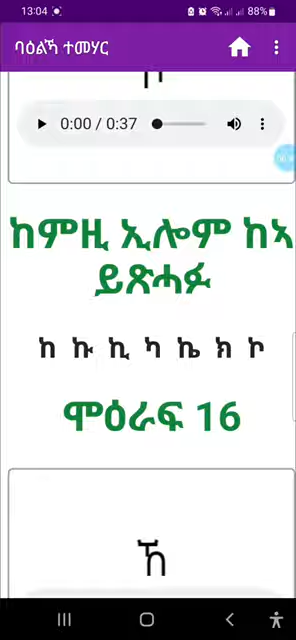 13:04 88%
ባዕልኻ ተመሃር
0:00 / 0:37
ከምዚ ኢሎም ከኣ
ይጽሓፉ
ከ ኩ ኪ ካ ኬ ክ ኮ
ሞዕራፍ 16
ኸ